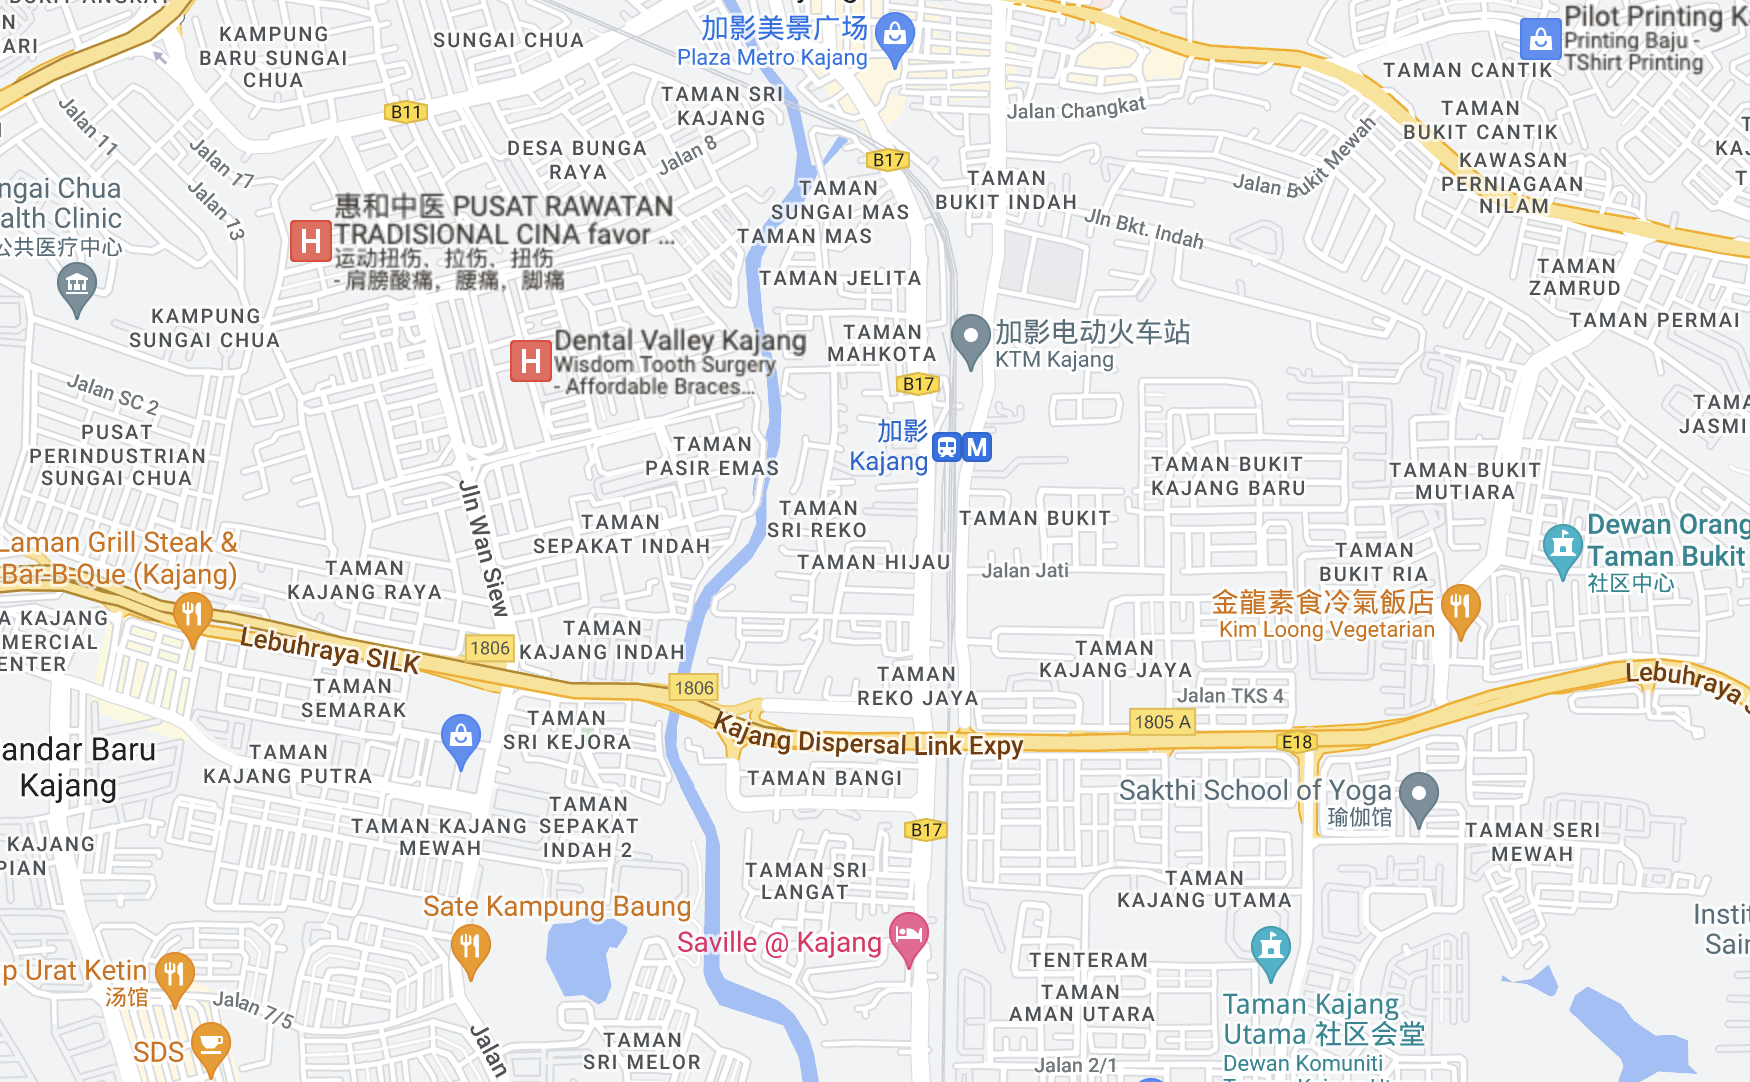 BUKIT ANGKAT
KAMPUNG
BARU SUNGAI
CHUA
SUNGAI CHUA
加影美景广场
Plaza Metro Kajang
Pilot Printing K
Printing Baju -
TShirt Printing
ARI
B11
TAMAN SRI
KAJANG
TAMAN CANTIK
Jalan Changkat
TAMAN
BUKIT CANTIK
Jalan 11
Jalan 17
Jalan 73
DESA BUNGA
RAYA
Jalan 8
B17
Jalan B
ukit Mewah
KAWASAN
PERNIAGAAN
NILAM
ngai Chua
alth Clinic
公共医疗中心
惠和中医 PUSAT RAWATAN
TRADISIONAL CINA favor ...
运动扭伤、拉伤、扭伤
- 肩膀酸痛，腰痛，脚痛
TAMAN
SUNGAI MAS
TAMAN MAS
TAMAN
BUKIT INDAH
Jln Bkt. Indah
TAMAN JELITA
TAMAN
ZAMRUD
TAMAN PERMAI
KAMPUNG
SUNGAI CHUA
Dental Valley Kajang
Wisdom Tooth Surgery
- Affordable Braces...
TAMAN
MAHKOTA
加影电动火车站
KTM Kajang
B17
Jalan SC 2
PUSAT
PERINDUSTRIAN
SUNGAI CHUA
TAMAN
PASIR EMAS
加影
Kajang
M
TAMAN BUKIT
KAJANG BARU
TAMAN BUKIT
MUTIARA
TAMA
JASMI
Jln Wan Siew
TAMAN
SEPAKAT INDAH
TAMAN
SRI REKO
TAMAN BUKIT
TAMAN HIJAU
Jalan Jati
TAMAN
BUKIT RIA
Dewan Orang
Taman Bukit
社区中心
Laman Grill Steak &
Bar-B-Que (Kajang)
TAMAN
KAJANG RAYA
金龍素食冷氣飯店
Kim Loong Vegetarian
A KAJANG
MERCIAL
ENTER
Lebuhraya SILK
1806
TAMAN
KAJANG INDAH
TAMAN
KAJANG JAYA
TAMAN
REKO JAYA
1806
Jalan TKS 4
Lebuhraya S
TAMAN
SEMARAK
TAMAN
SRI KEJORA
Kajang Dispersal Link Expy
1805 A
E18
andar Baru
Kajang
TAMAN
KAJANG PUTRA
TAMAN BANGI
Sakthi School of Yoga
瑜伽馆
TAMAN KAJANG
MEWAH
TAMAN
SEPAKAT
INDAH 2
B17
TAMAN SERI
MEWAH
KAJANG
PIAN
TAMAN SRI
LANGAT
TAMAN
KAJANG UTAMA
Sate Kampung Baung
Saville @ Kajang
Instit
Sain
p Urat Ketin
汤馆
Jalan 7/5
TENTERAM
TAMAN
AMAN UTARA
Taman Kajang
Utama 社区会堂
Dewan Komuniti
SDS
Jalan
TAMAN
SRI MELOR
Jalan 2/1